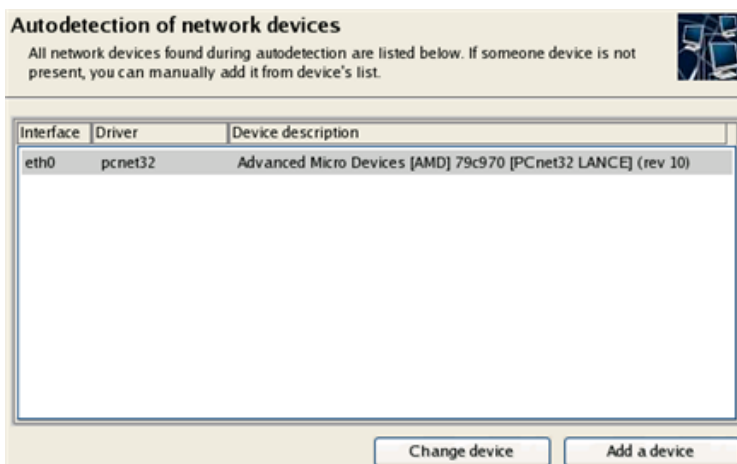 Autodetection of network devices
All network devices found during autodetection are listed below. If someone device is not
present, you can manually add it from device's list.
Interface Driver Device description
eth0 pcnet32 Advanced Micro Devices [AMD] 79c970 [PCnet32 LANCE] (rev 10)
Change device Add a device